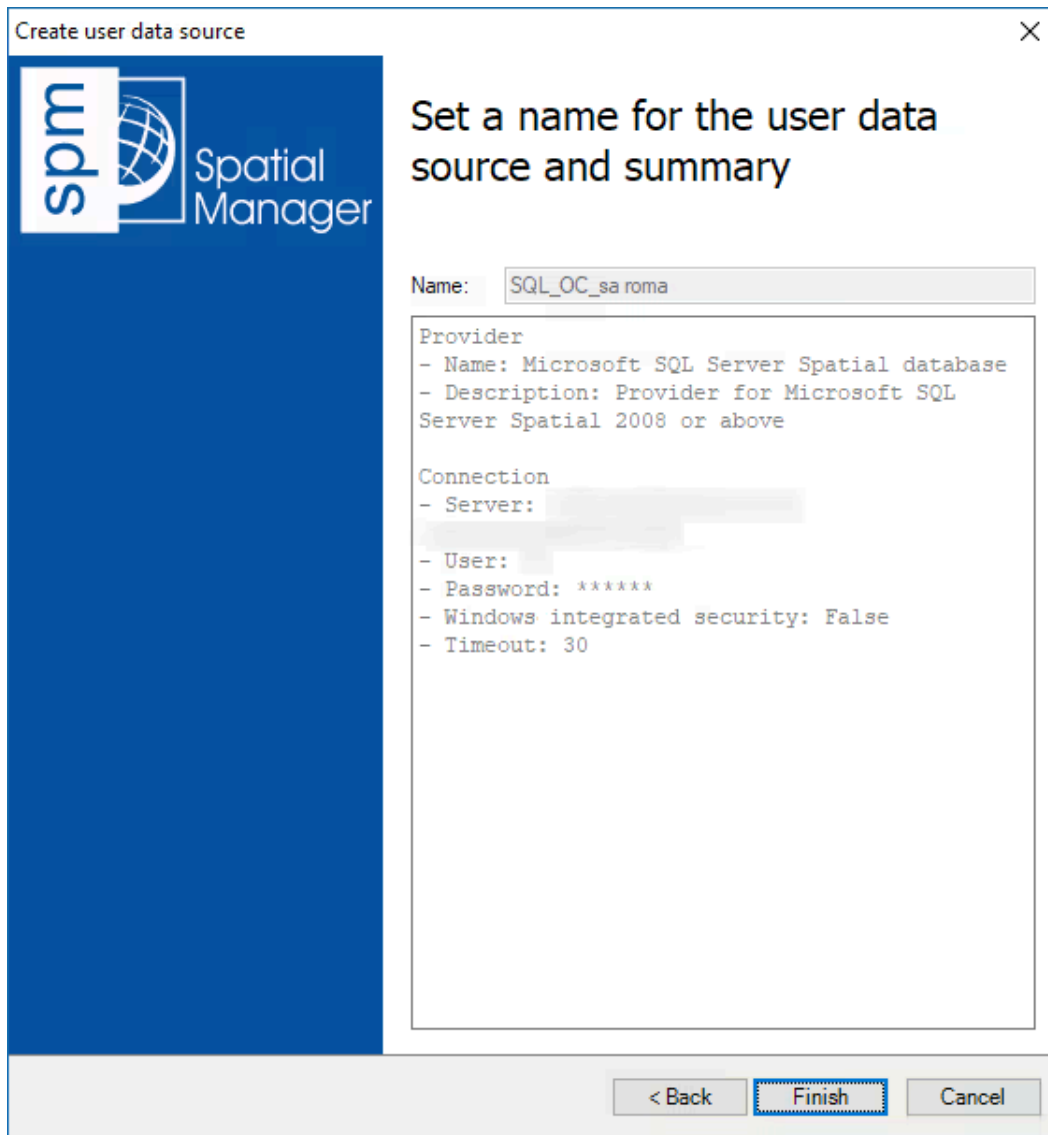 Create user data source
spm
Spatial
Manager
Set a name for the user data
source and summary
Name: SQL_OC_sa roma
Provider
- Name: Microsoft SQL Server Spatial database
- Description: Provider for Microsoft SQL
Server Spatial 2008 or above
Connection
- Server:
- User:
- Password: ******
- Windows integrated security: False
- Timeout: 30
< Back Finish Cancel